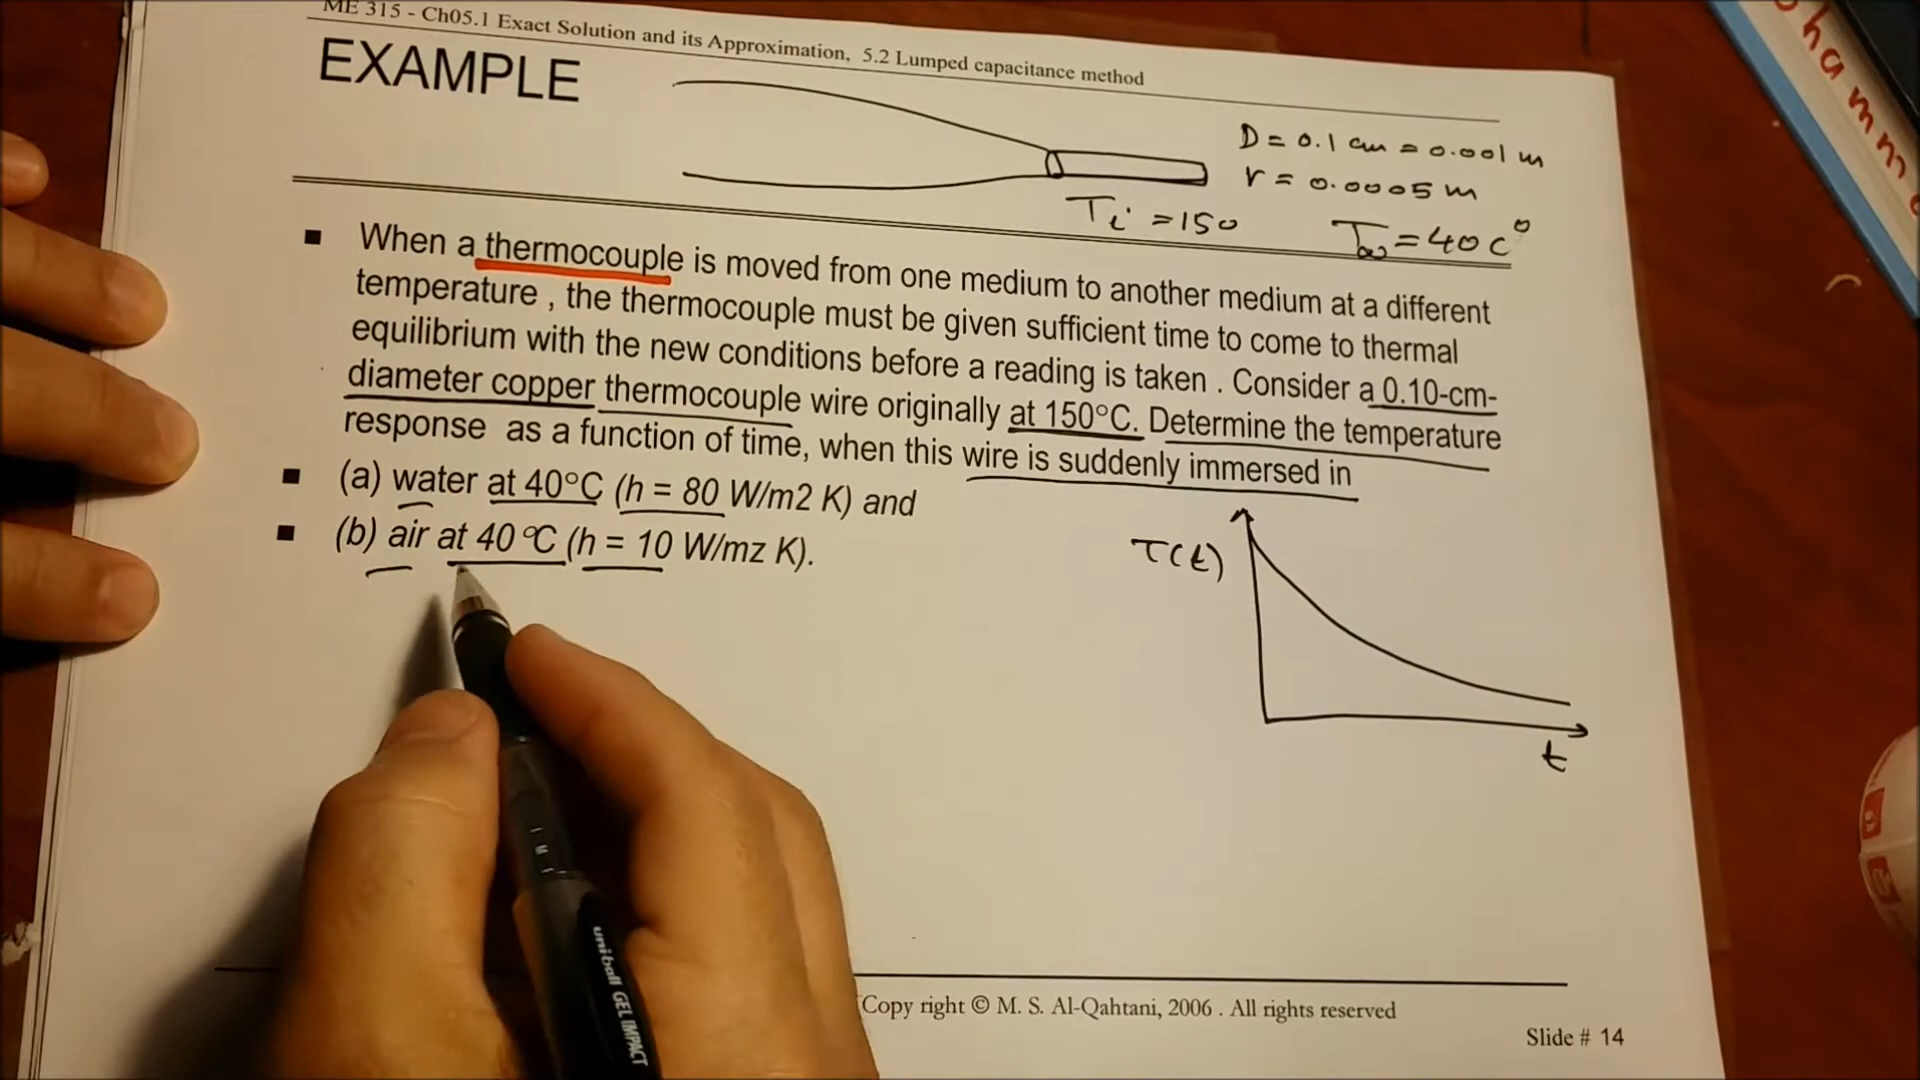 ME 315 - Ch05.1 Exact Solution and its Approximation, 5.2 Lumped capacitance method
EXAMPLE
D = 0.1 cm = 0.001 m
r = 0.0005 m
Ti = 150
T∞ = 40 c°
When a thermocouple is moved from one medium to another medium at a different
temperature , the thermocouple must be given sufficient time to come to thermal
equilibrium with the new conditions before a reading is taken . Consider a 0.10-cm-
diameter copper thermocouple wire originally at 150°C. Determine the temperature
response as a function of time, when this wire is suddenly immersed in
(a) water at 40°C (h = 80 W/m2 K) and
(b) air at 40 °C (h = 10 W/mz K).
T(t)
t
Copy right © M. S. Al-Qahtani, 2006 . All rights reserved
Slide # 14
uniball GEL IMPACT